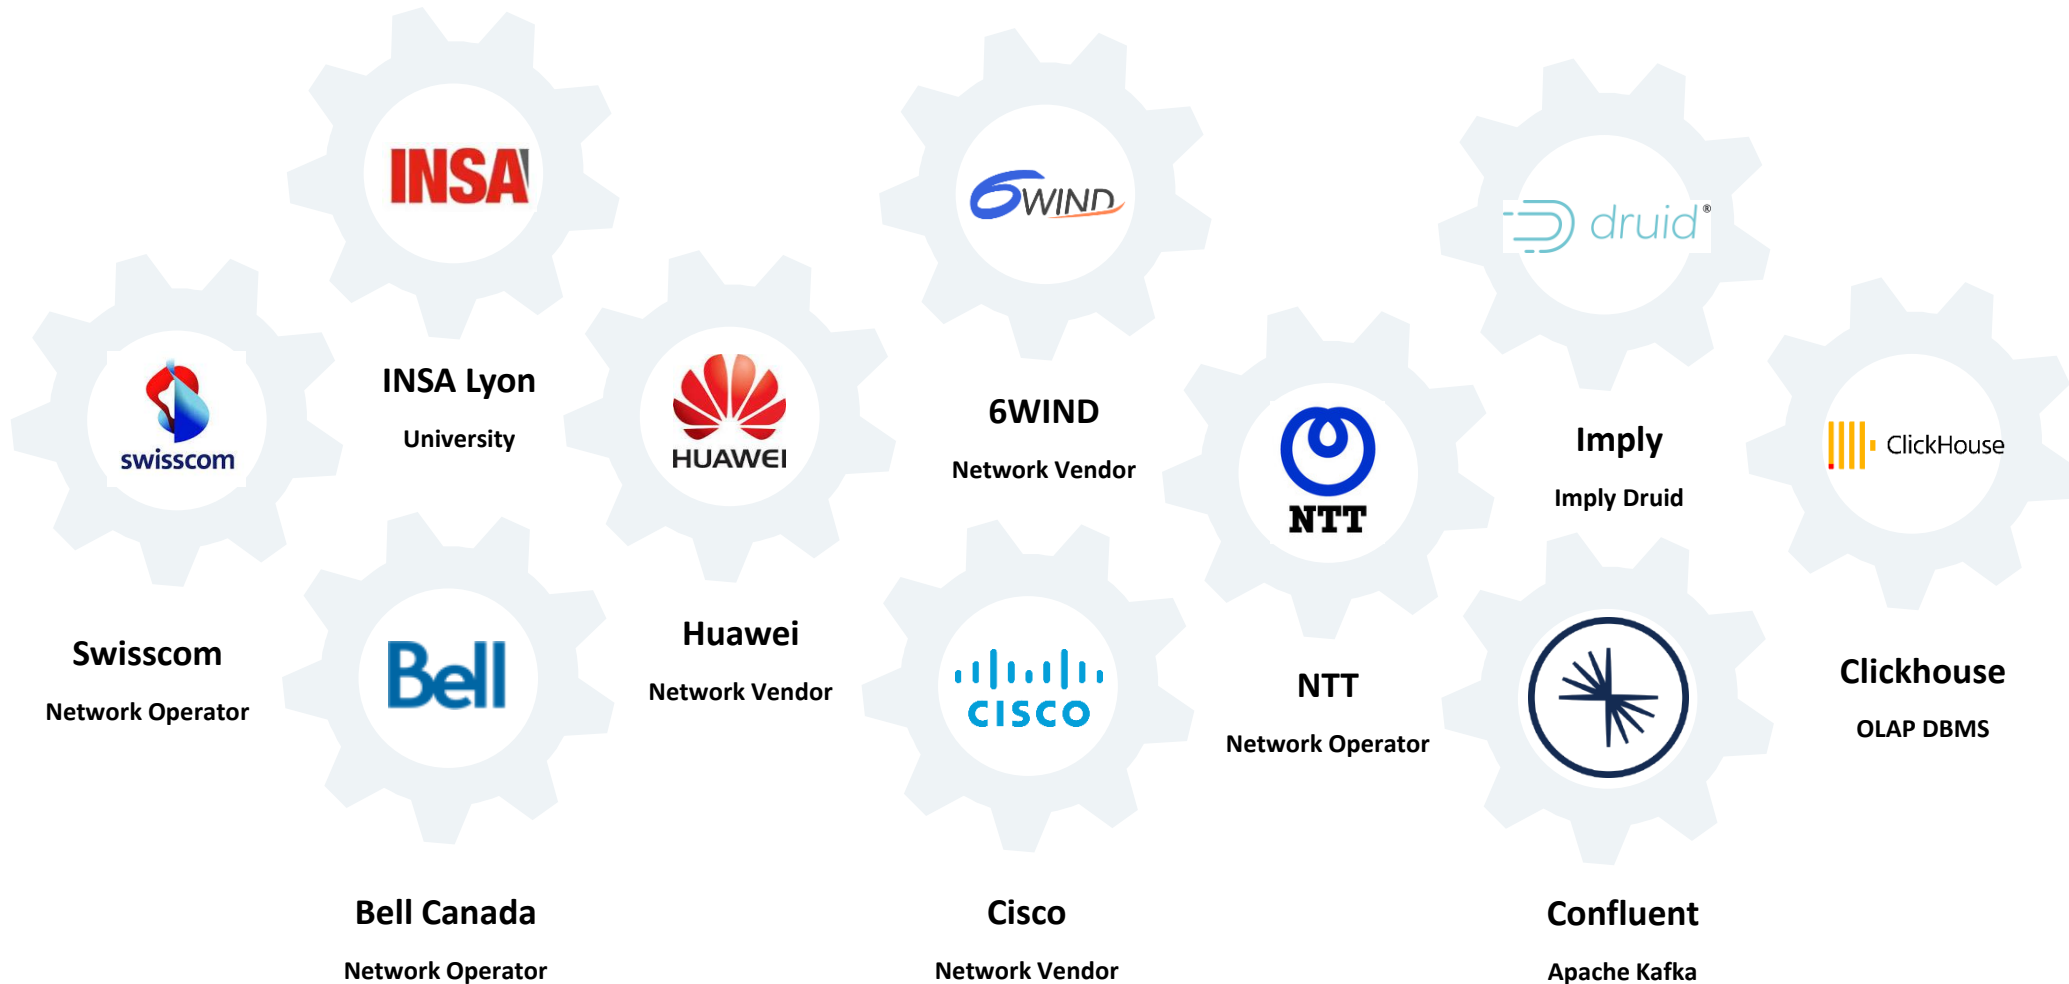 INSA
INSA Lyon
University
6WIND
6WIND
Network Vendor
druid®
Imply
Imply Druid
swisscom
Swisscom
Network Operator
HUAWEI
Huawei
Network Vendor
NTT
NTT
Network Operator
ClickHouse
Clickhouse
OLAP DBMS
Bell
Bell Canada
Network Operator
CISCO
Cisco
Network Vendor
Confluent
Apache Kafka